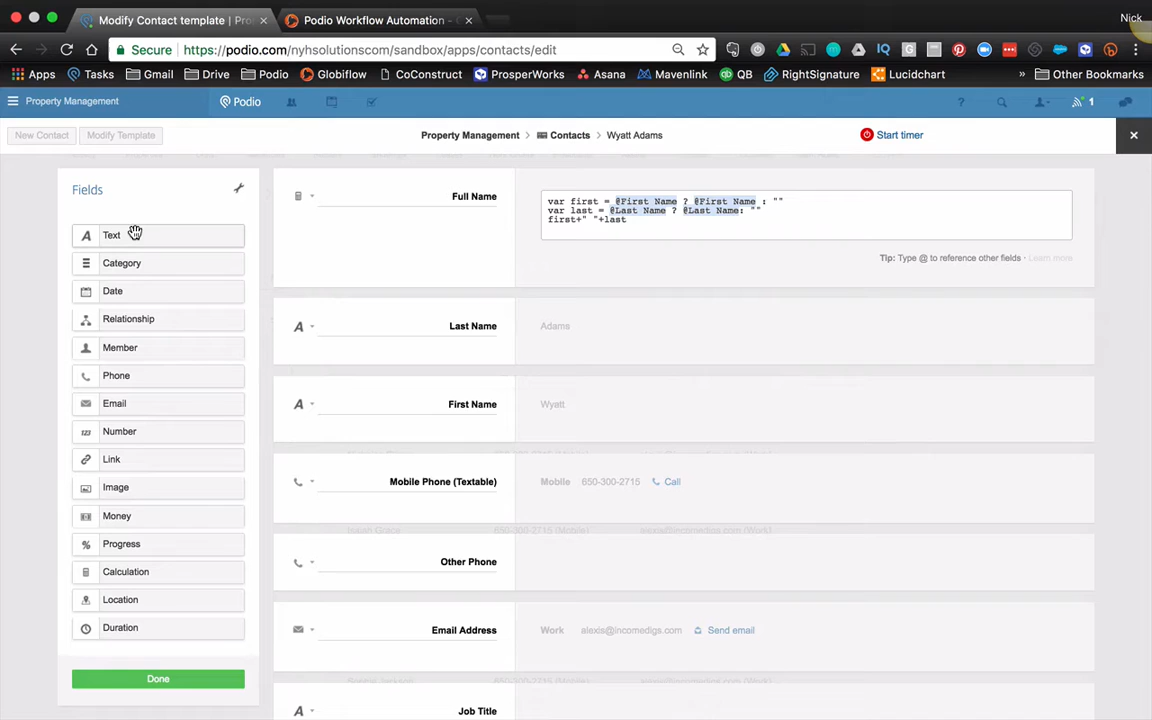 Modify Contact template | Pro
Podio Workflow Automation - G
Nick
Secure
https://podio.com/nyhsolutionscom/sandbox/apps/contacts/edit
Apps
Tasks
Gmail
Drive
Podio
Globiflow
CoConstruct
ProsperWorks
Asana
Mavenlink
QB
RightSignature
Lucidchart
»
Other Bookmarks
Property Management
Podio
?
1
New Contact
Modify Template
Property Management > Contacts > Wyatt Adams
Start timer
Fields
Text
Category
Date
Relationship
Member
Phone
Email
Number
Link
Image
Money
Progress
Calculation
Location
Duration
Done
Full Name
var first = @First Name ? @First Name : ""
var last = @Last Name ? @Last Name: ""
first+" "+last
Tip: Type @ to reference other fields · Learn more
Last Name
Adams
First Name
Wyatt
Mobile Phone (Textable)
Mobile 650-300-2715 Call
Other Phone
Email Address
Work alexis@incomedigs.com Send email
Job Title